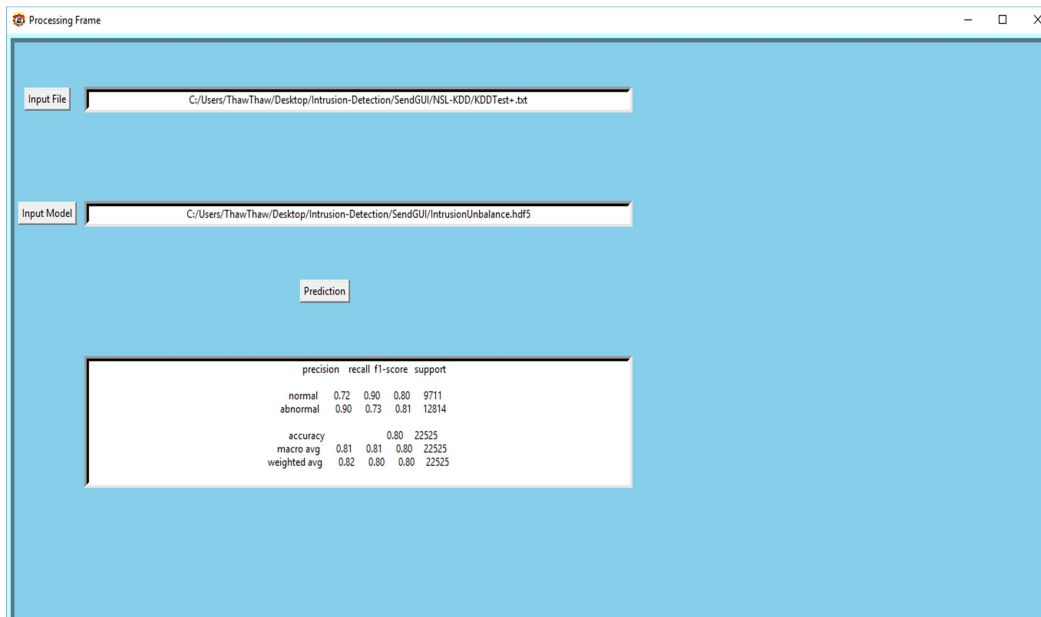 Processing Frame
Input File C:/Users/ThawThaw/Desktop/Intrusion-Detection/SendGUI/NSL-KDD/KDDTest+.txt
Input Model C:/Users/ThawThaw/Desktop/Intrusion-Detection/SendGUI/IntrusionUnbalance.hdf5
Prediction
precision recall f1-score support
normal 0.72 0.90 0.80 9711
abnormal 0.90 0.73 0.81 12814
accuracy 0.80 22525
macro avg 0.81 0.81 0.80 22525
weighted avg 0.82 0.80 0.80 22525